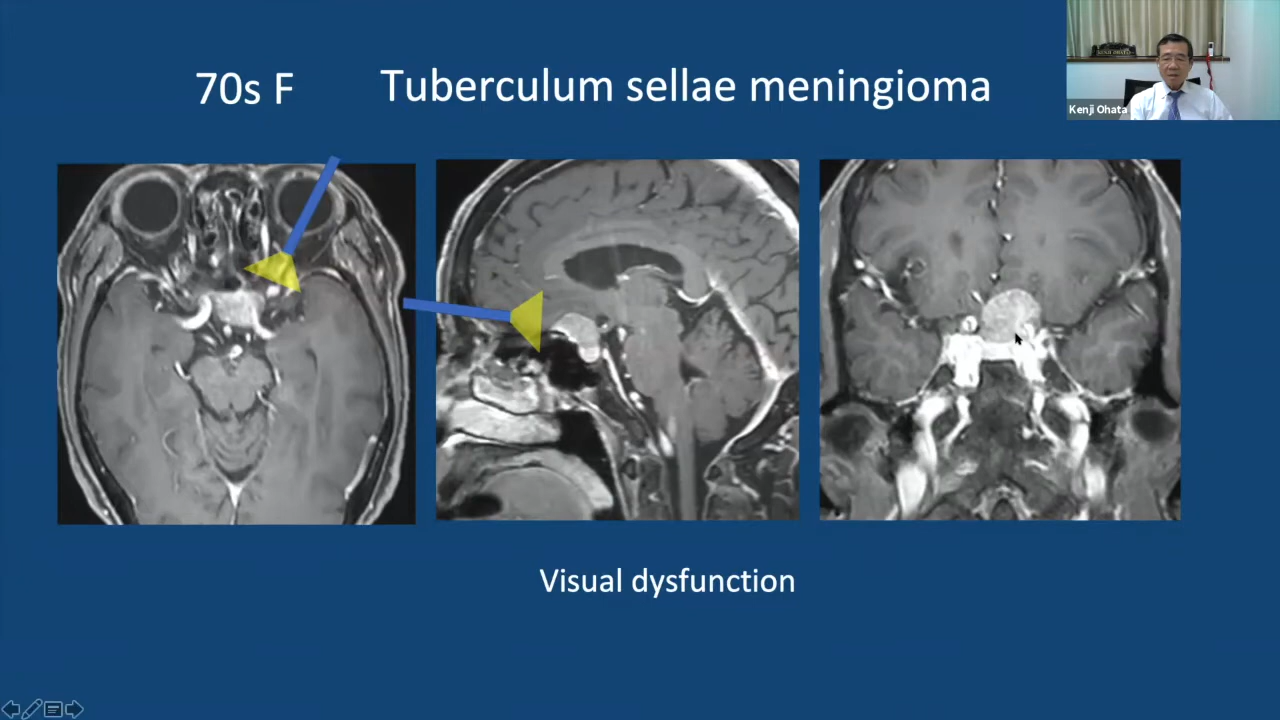 70s F
Tuberculum sellae meningioma
Kenji Ohata
Visual dysfunction